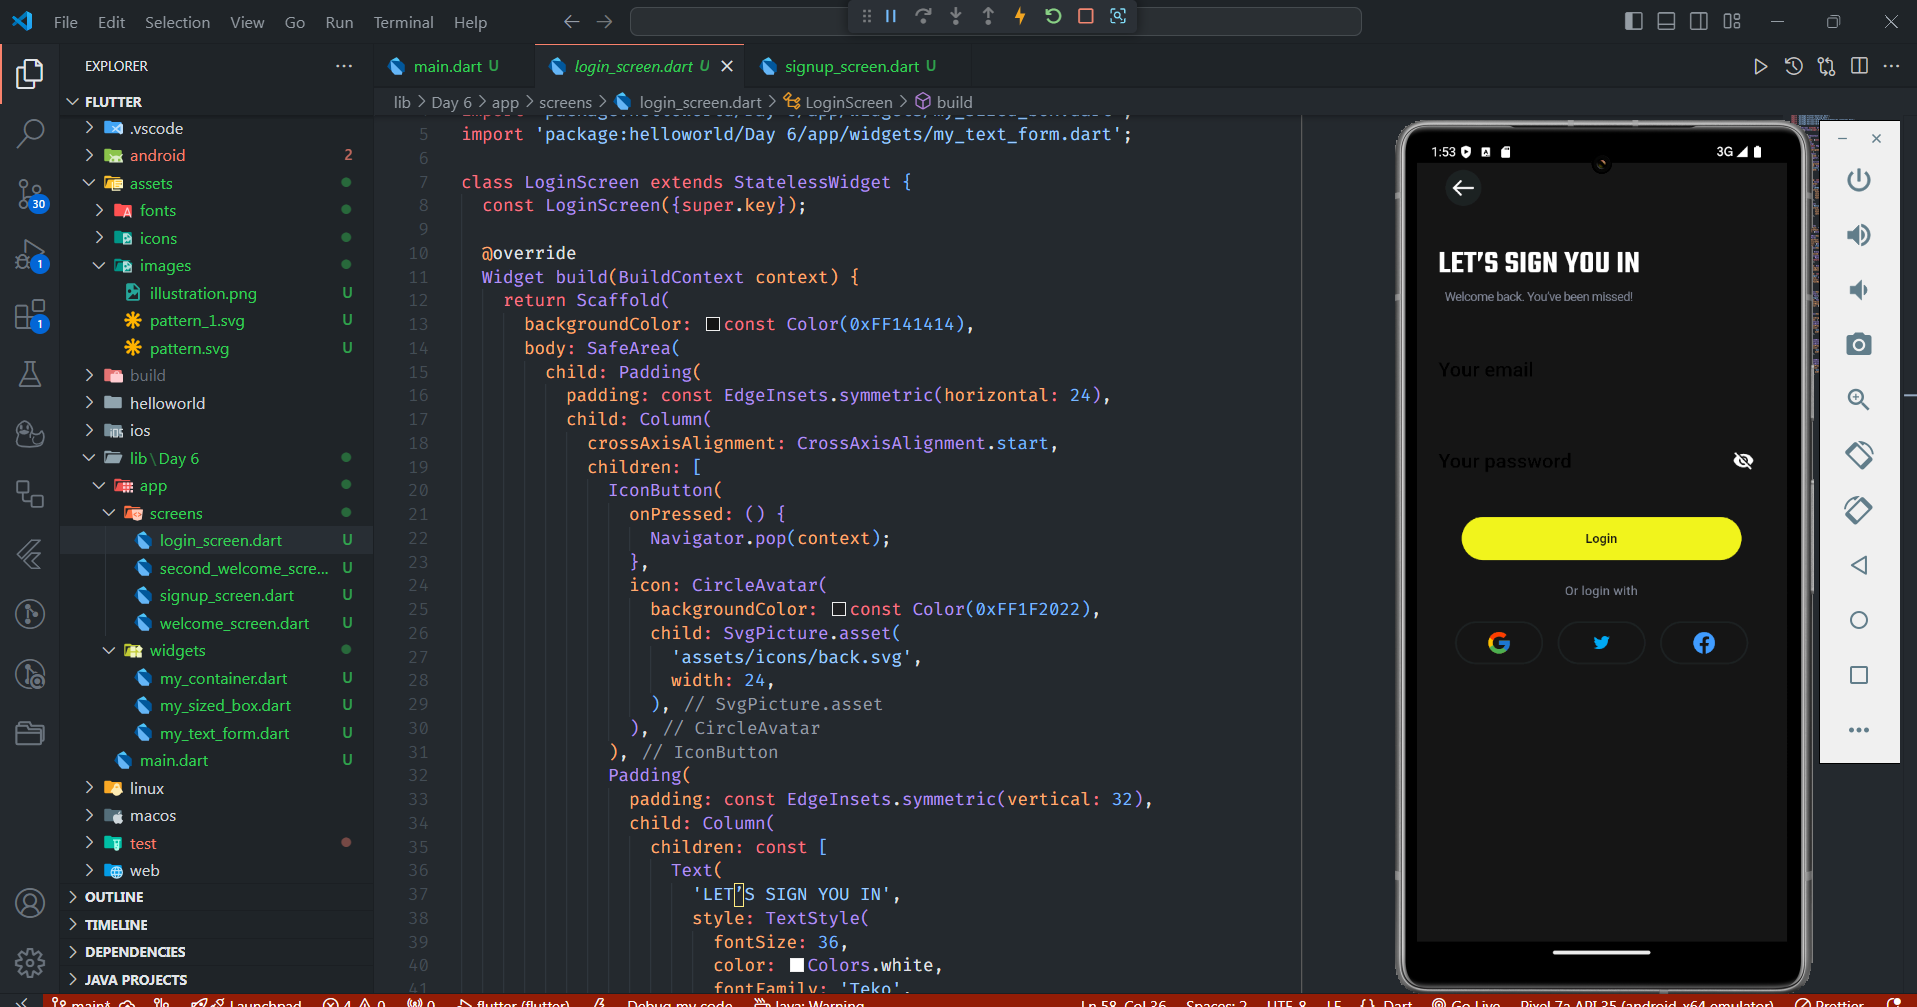 File Edit Selection View Go Run Terminal Help
EXPLORER
FLUTTER
.vscode
android 2
assets
fonts
icons
images
illustration.png U
pattern_1.svg U
pattern.svg U
build
helloworld
ios
lib\Day 6
app
screens
login_screen.dart U
second_welcome_scre... U
signup_screen.dart U
welcome_screen.dart U
widgets
my_container.dart U
my_sized_box.dart U
my_text_form.dart U
main.dart U
linux
macos
test
web
OUTLINE
TIMELINE
DEPENDENCIES
JAVA PROJECTS
30
1
1
main.dart U login_screen.dart U signup_screen.dart U
lib > Day 6 > app > screens > login_screen.dart > LoginScreen > build
5 import 'package:helloworld/Day 6/app/widgets/my_text_form.dart';
6
7 class LoginScreen extends StatelessWidget {
8 const LoginScreen({super.key});
9
10 @override
11 Widget build(BuildContext context) {
12 return Scaffold(
13 backgroundColor: const Color(0xFF141414),
14 body: SafeArea(
15 child: Padding(
16 padding: const EdgeInsets.symmetric(horizontal: 24),
17 child: Column(
18 crossAxisAlignment: CrossAxisAlignment.start,
19 children: [
20 IconButton(
21 onPressed: () {
22 Navigator.pop(context);
23 },
24 icon: CircleAvatar(
25 backgroundColor: const Color(0xFF1F2022),
26 child: SvgPicture.asset(
27 'assets/icons/back.svg',
28 width: 24,
29 ), // SvgPicture.asset
30 ), // CircleAvatar
31 ), // IconButton
32 Padding(
33 padding: const EdgeInsets.symmetric(vertical: 32),
34 child: Column(
35 children: const [
36 Text(
37 'LET’S SIGN YOU IN',
38 style: TextStyle(
39 fontSize: 36,
40 color: Colors.white,
41 fontFamily: 'Teko',
1:53 3G
LET’S SIGN YOU IN
Welcome back. You've been missed!
Your email
Your password
Login
Or login with
main* Launchpad 4 0 0 flutter (flutter) Debug my code Java: Warning Ln 58, Col 36 Spaces: 2 UTF-8 LF Dart Go Live Pixel 7a API 35 (android-x64 emulator) Prettier